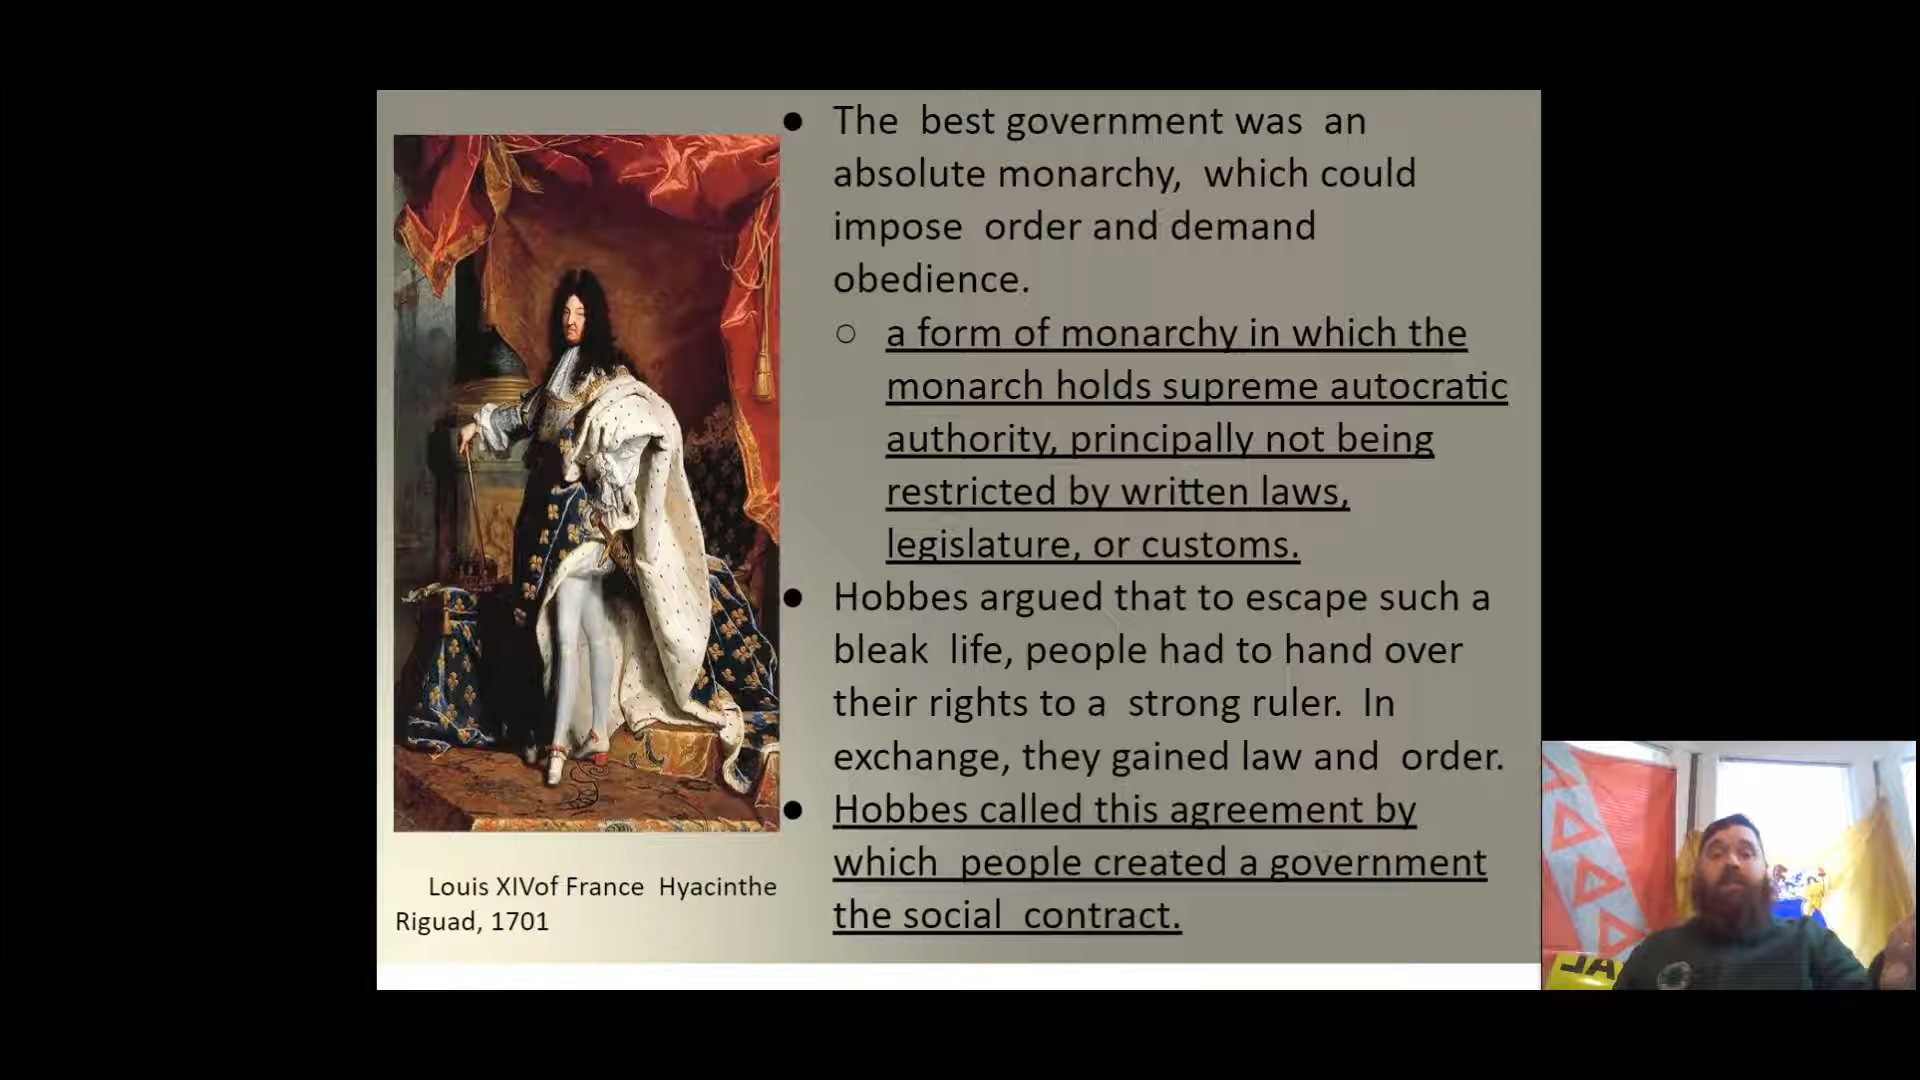 The best government was an
absolute monarchy, which could
impose order and demand
obedience.
a form of monarchy in which the
monarch holds supreme autocratic
authority, principally not being
restricted by written laws,
legislature, or customs.
Hobbes argued that to escape such a
bleak life, people had to hand over
their rights to a strong ruler. In
exchange, they gained law and order.
Hobbes called this agreement by
which people created a government
the social contract.
Louis XIVof France Hyacinthe
Riguad, 1701
JA